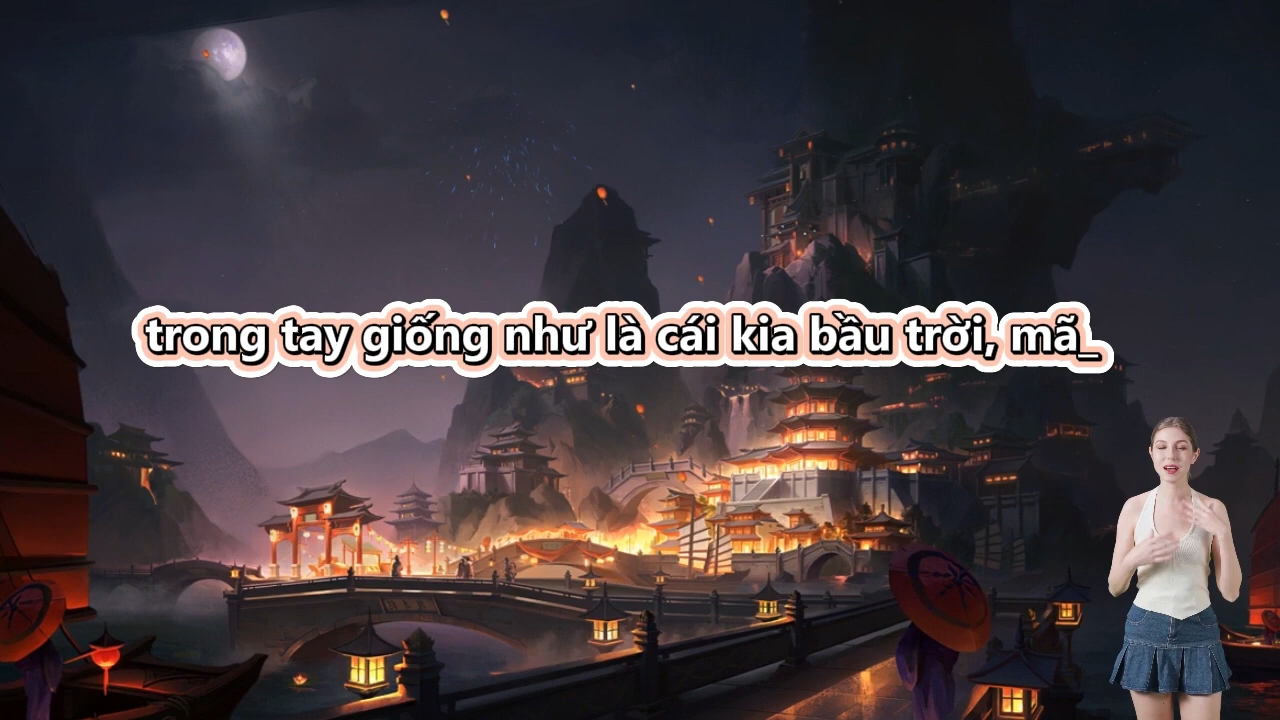 trong tay giống như là cái kia bầu trời, mã_